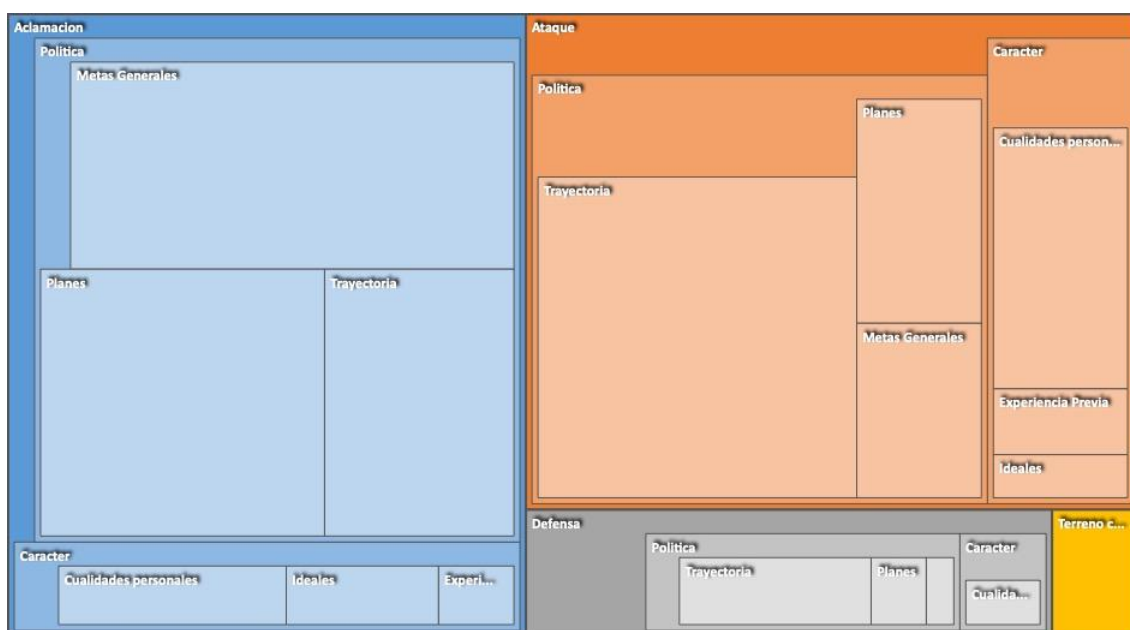 Aclamacion
Politica
Metas Generales
Planes
Trayectoria
Caracter
Cualidades personales
Ideales
Experi...
Ataque
Politica
Trayectoria
Planes
Metas Generales
Caracter
Cualidades person...
Experiencia Previa
Ideales
Defensa
Politica
Trayectoria
Planes
Caracter
Cualida...
Terreno c...